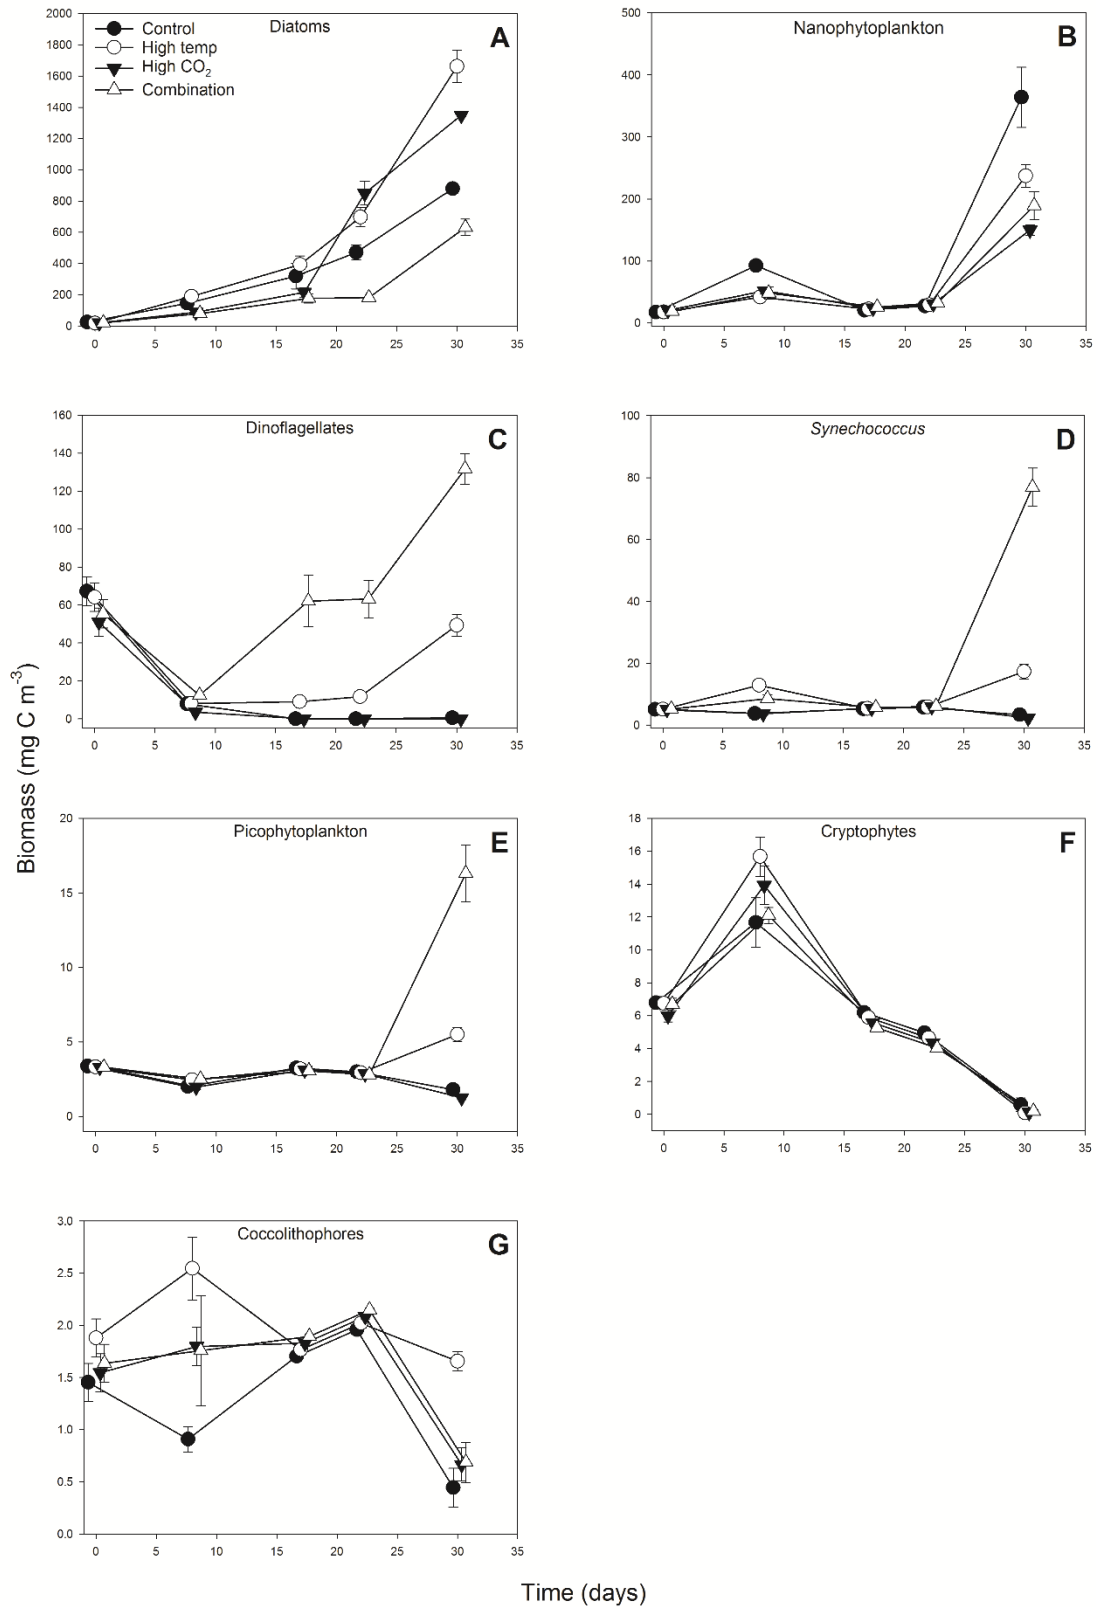 Diatoms
A
Control
High temp
High CO2
Combination
2000
1800
1600
1400
1200
1000
800
600
400
200
0
0 5 10 15 20 25 30 35
Nanophytoplankton
B
500
400
300
200
100
0
0 5 10 15 20 25 30 35
Dinoflagellates
C
160
140
120
100
80
60
40
20
0
0 5 10 15 20 25 30 35
Synechococcus
D
100
80
60
40
20
0
0 5 10 15 20 25 30 35
Picophytoplankton
E
20
15
10
5
0
0 5 10 15 20 25 30 35
Cryptophytes
F
18
16
14
12
10
8
6
4
2
0
0 5 10 15 20 25 30 35
Coccolithophores
G
3.0
2.5
2.0
1.5
1.0
0.5
0.0
0 5 10 15 20 25 30 35
Biomass (mg C m-3)
Time (days)